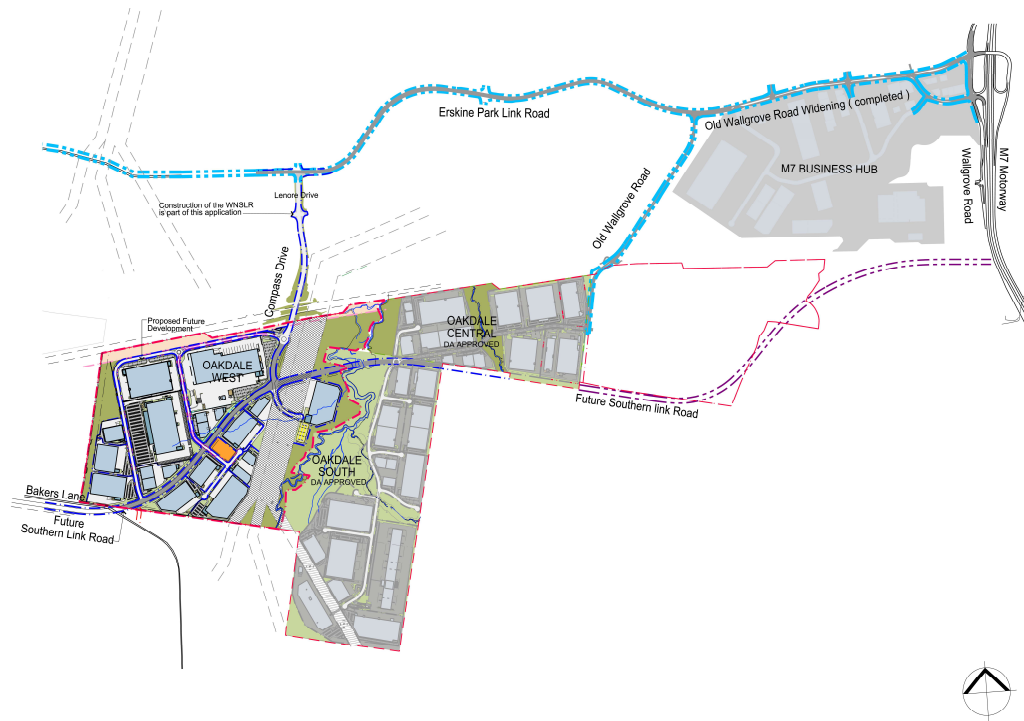 Erskine Park Link Road
Old Wallgrove Road Widening ( completed )
M7 BUSINESS HUB
M7 Motorway
Wallgrove Road
Old Wallgrove Road
Lenore Drive
Construction of the WNSLR
is part of this application
Compass Drive
Proposed Future
Development
OAKDALE
WEST
OAKDALE
CENTRAL
DA APPROVED
Future Southern link Road
OAKDALE
SOUTH
DA APPROVED
Bakers Lane
Future
Southern Link Road